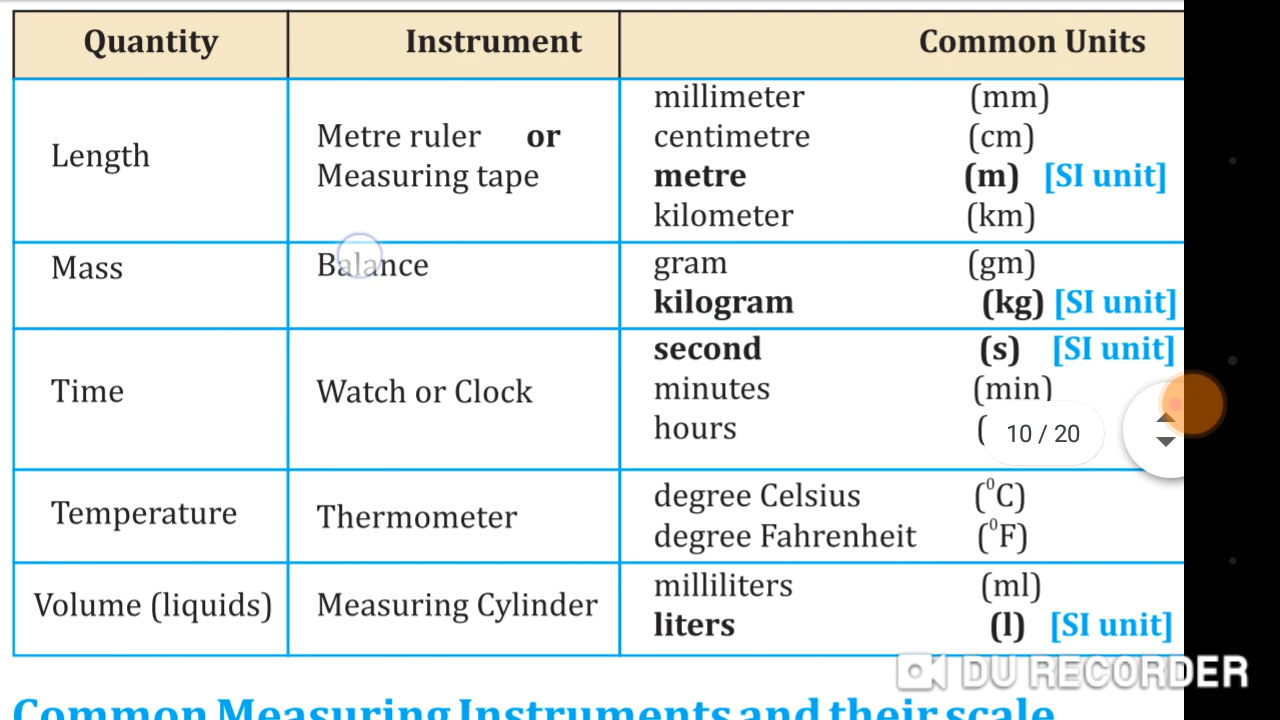 Quantity Instrument Common Units
Length
Metre ruler or
Measuring tape
millimeter (mm)
centimetre (cm)
metre (m) [SI unit]
kilometer (km)
Mass
Balance
gram (gm)
kilogram (kg) [SI unit]
Time
Watch or Clock
second (s) [SI unit]
minutes (min)
hours (
10 / 20
Temperature
Thermometer
degree Celsius (⁰C)
degree Fahrenheit (⁰F)
Volume (liquids)
Measuring Cylinder
milliliters (ml)
liters (l) [SI unit]
DU RECORDER
Common Measuring Instruments and their scale